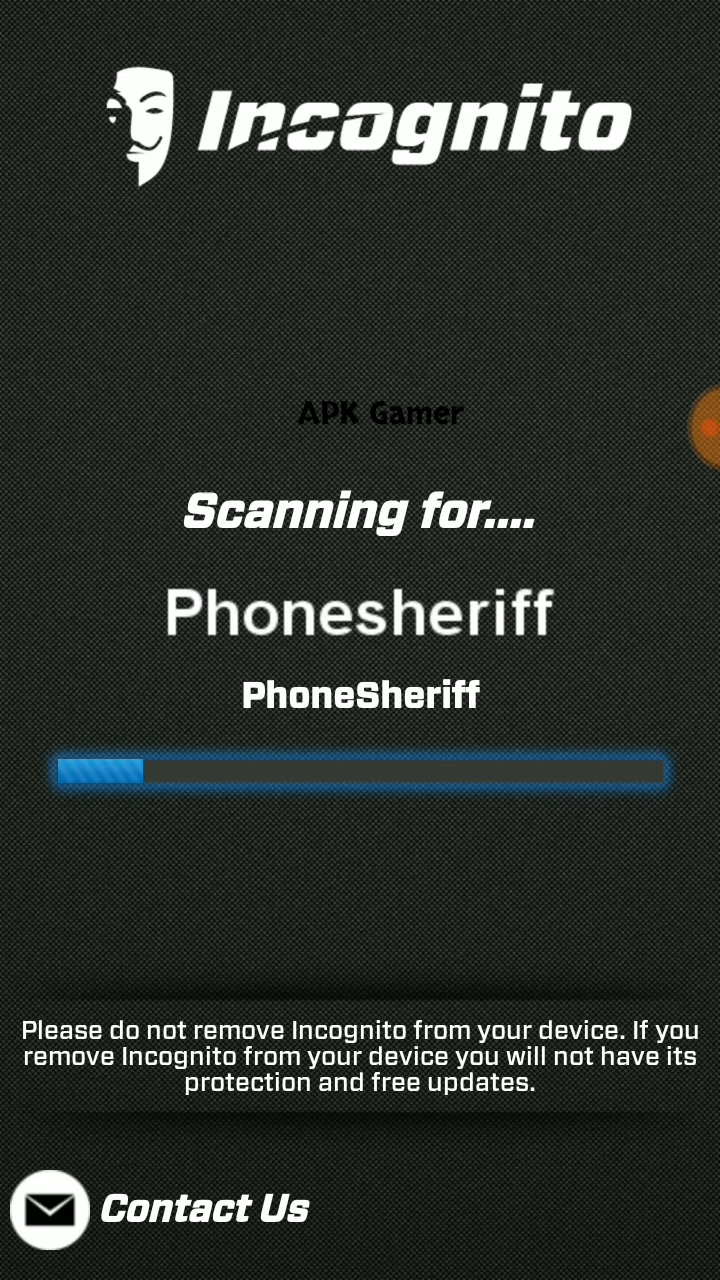 Incognito
APK Gamer
Scanning for....
Phonesheriff
PhoneSheriff
Please do not remove Incognito from your device. If you
remove Incognito from your device you will not have its
protection and free updates.
Contact Us